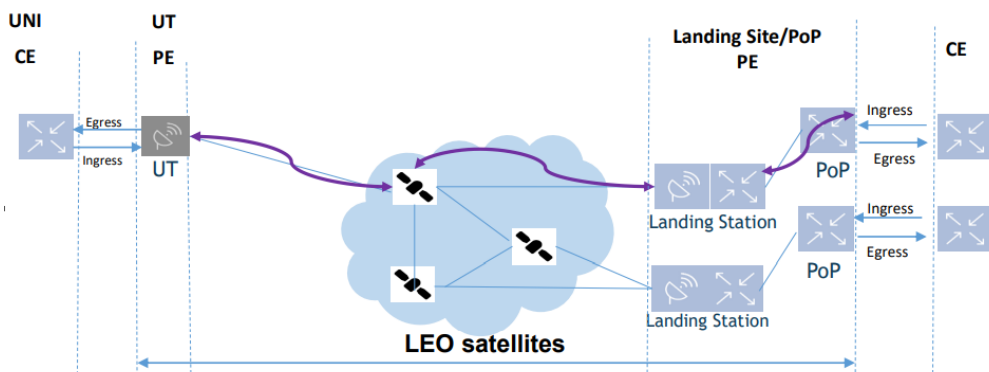 UNI
UT
Landing Site/PoP
CE
PE
PE
CE
Egress
Ingress
Ingress
Egress
UT
PoP
Landing Station
Ingress
Egress
PoP
Landing Station
LEO satellites